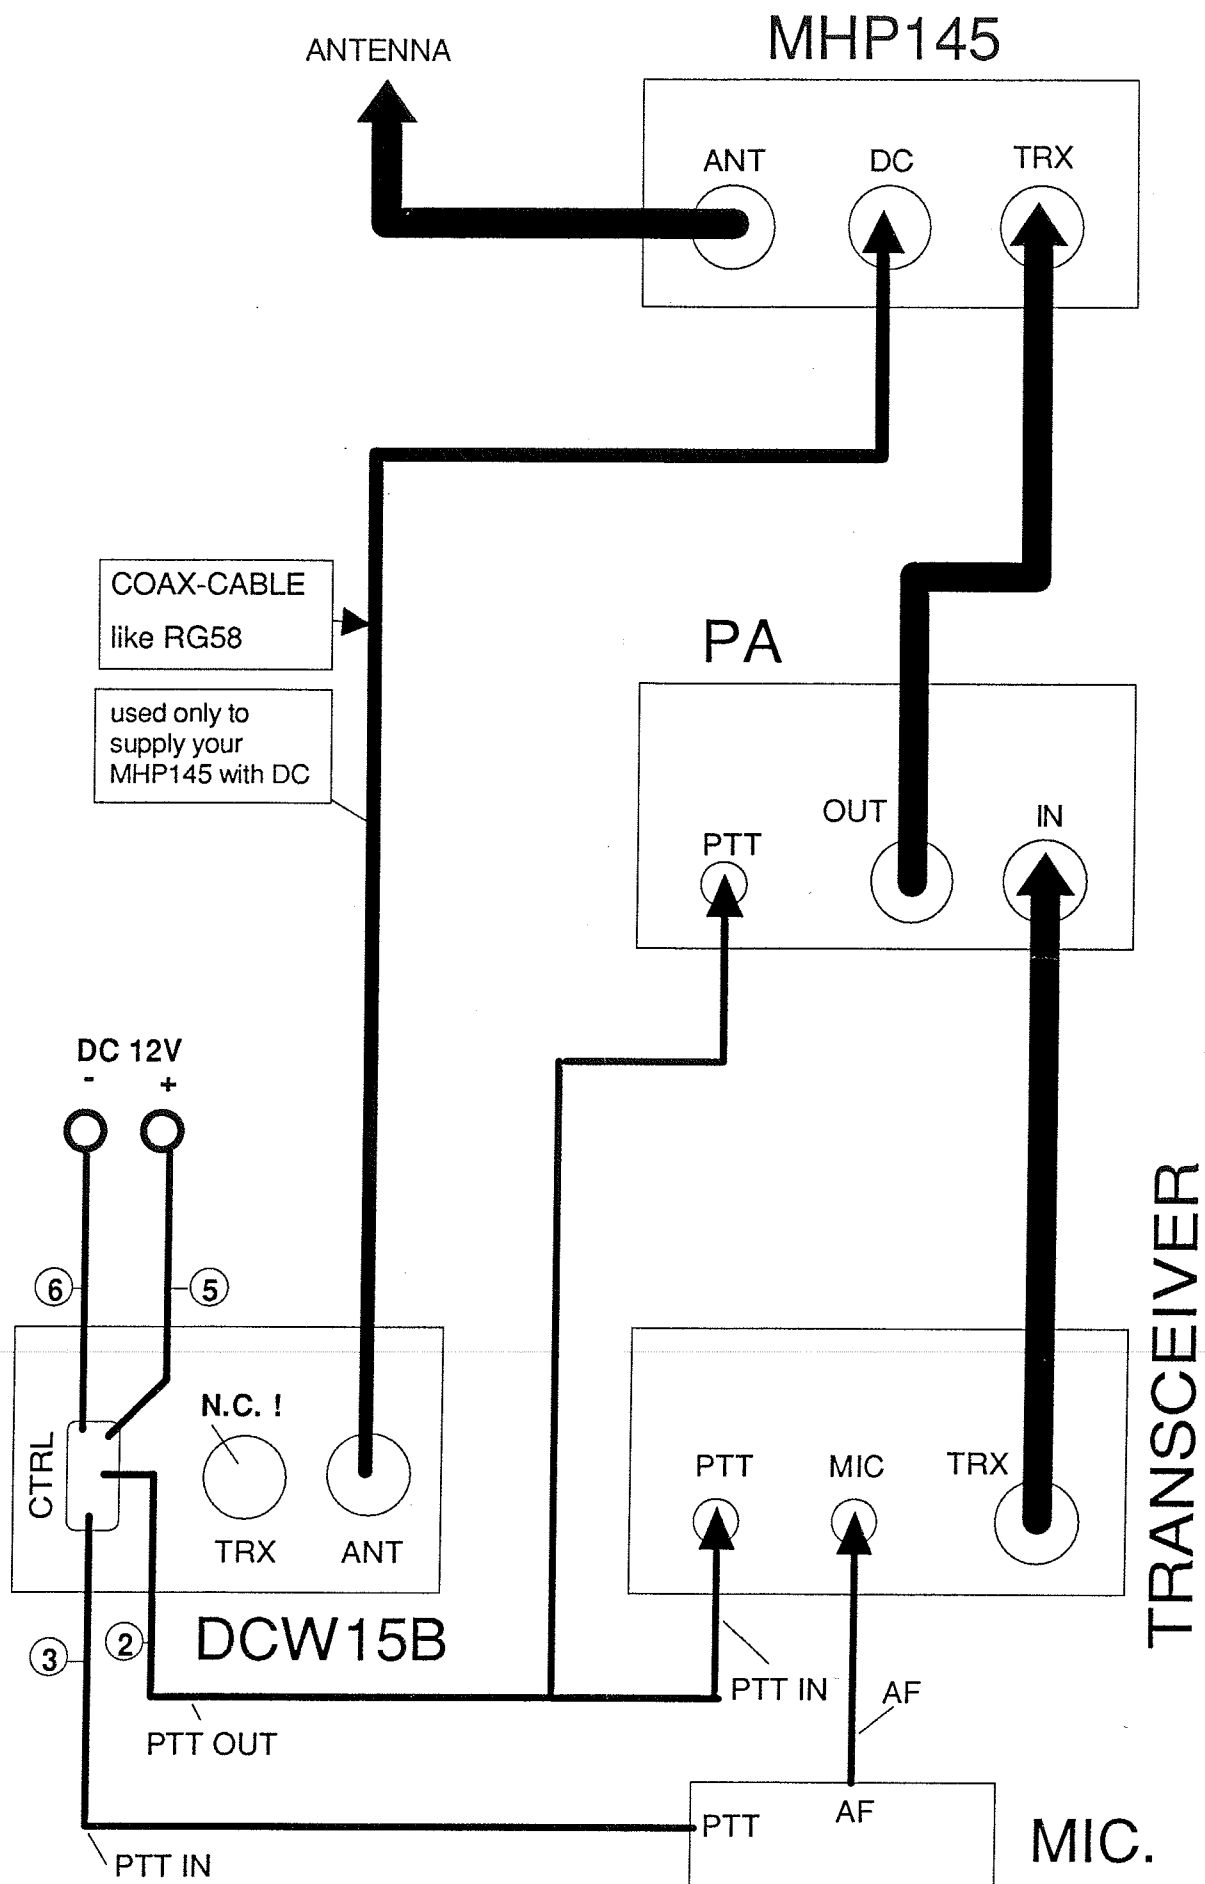 MHP145
ANTENNA
ANT
DC
TRX
COAX-CABLE
like RG58
used only to
supply your
MHP145 with DC
PA
PTT
OUT
IN
DC 12V
- +
6
5
CTRL
N.C. !
TRX
ANT
DCW15B
PTT
MIC
TRX
TRANSCEIVER
3
2
PTT OUT
PTT IN
AF
PTT IN
PTT
AF
MIC.